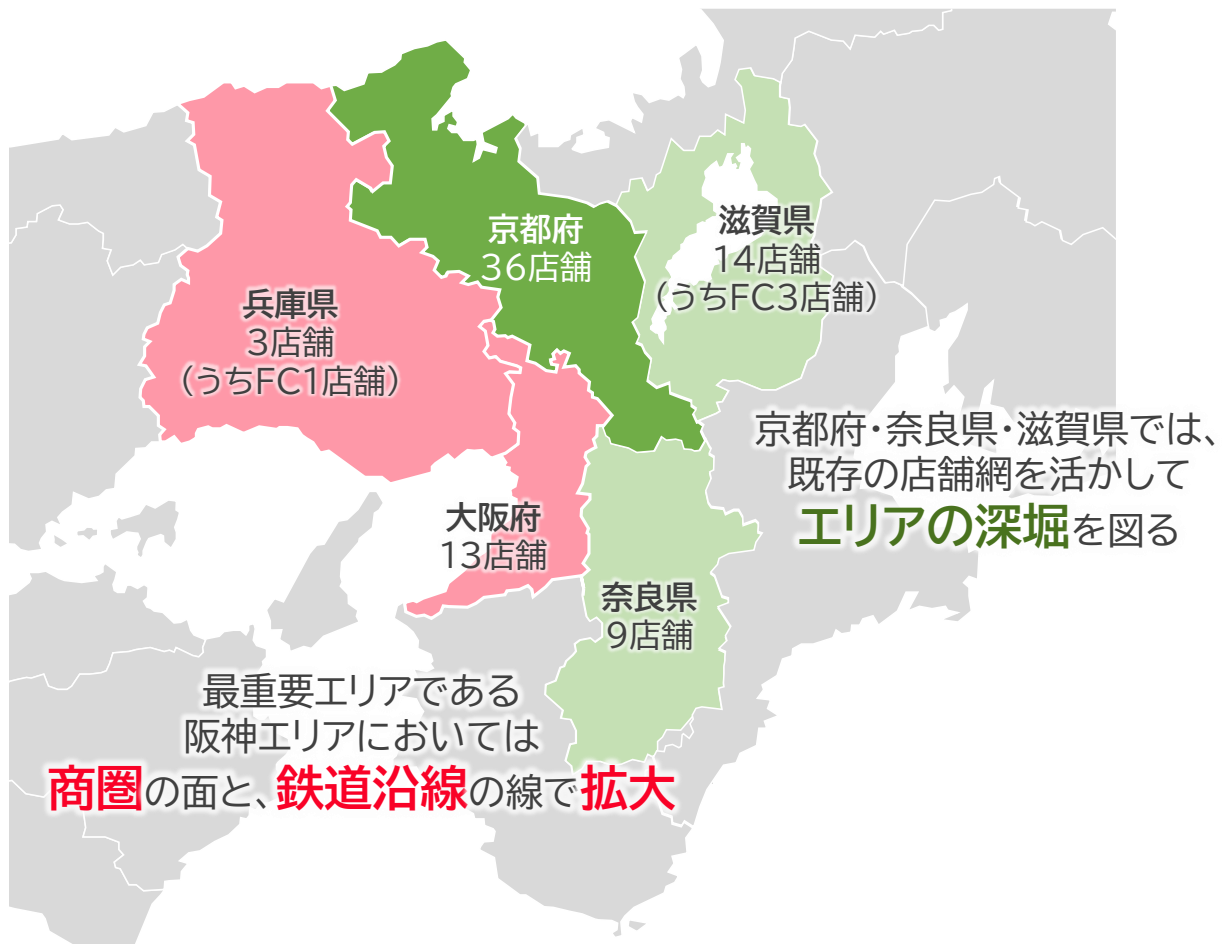 京都府
36店舗
滋賀県
14店舗
(うちFC3店舗)
兵庫県
3店舗
(うちFC1店舗)
京都府・奈良県・滋賀県では、
既存の店舗網を活かして
エリアの深堀を図る
大阪府
13店舗
奈良県
9店舗
最重要エリアである
阪神エリアにおいては
商圏の面と、鉄道沿線の線で拡大